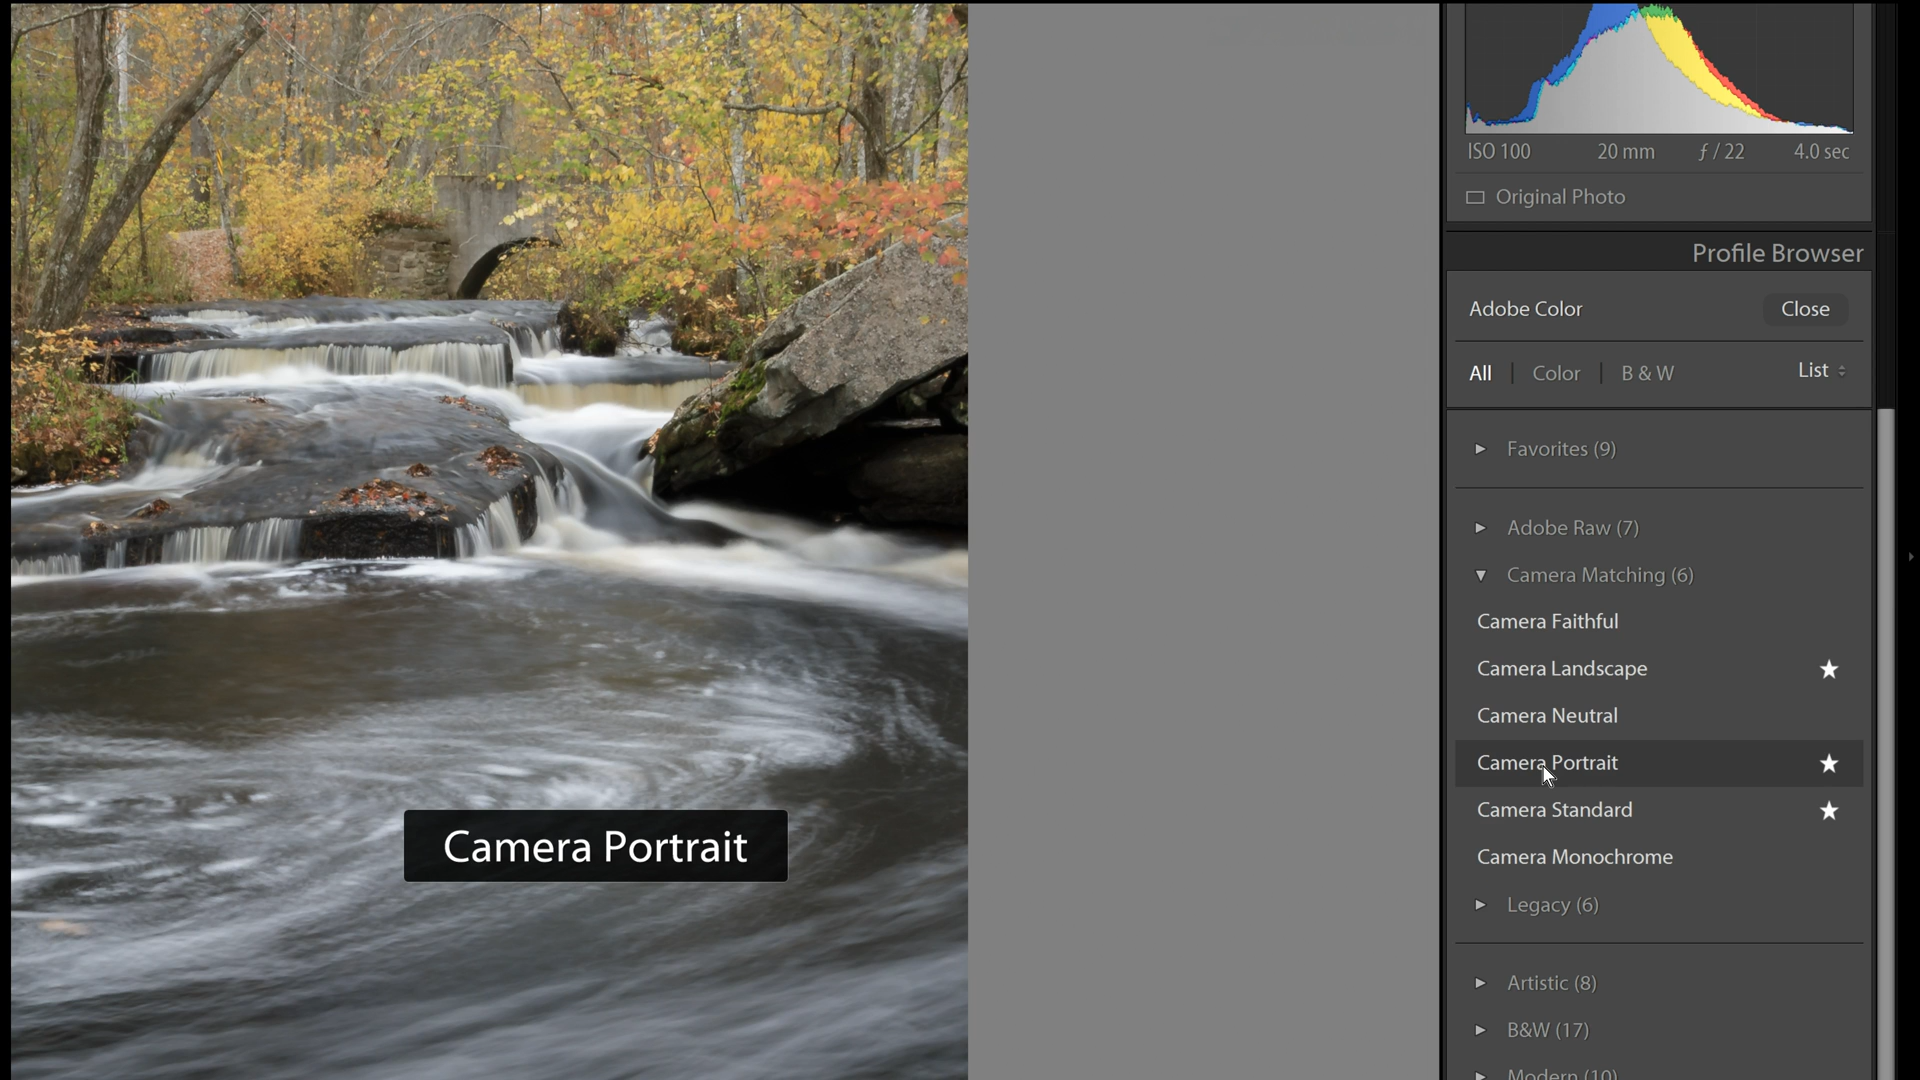 ISO 100 20 mm ƒ / 22 4.0 sec
Original Photo
Profile Browser
Adobe Color Close
All | Color | B & W List
Favorites (9)
Adobe Raw (7)
Camera Matching (6)
Camera Faithful
Camera Landscape
Camera Neutral
Camera Portrait
Camera Standard
Camera Monochrome
Legacy (6)
Artistic (8)
B&W (17)
Modern (10)
Camera Portrait